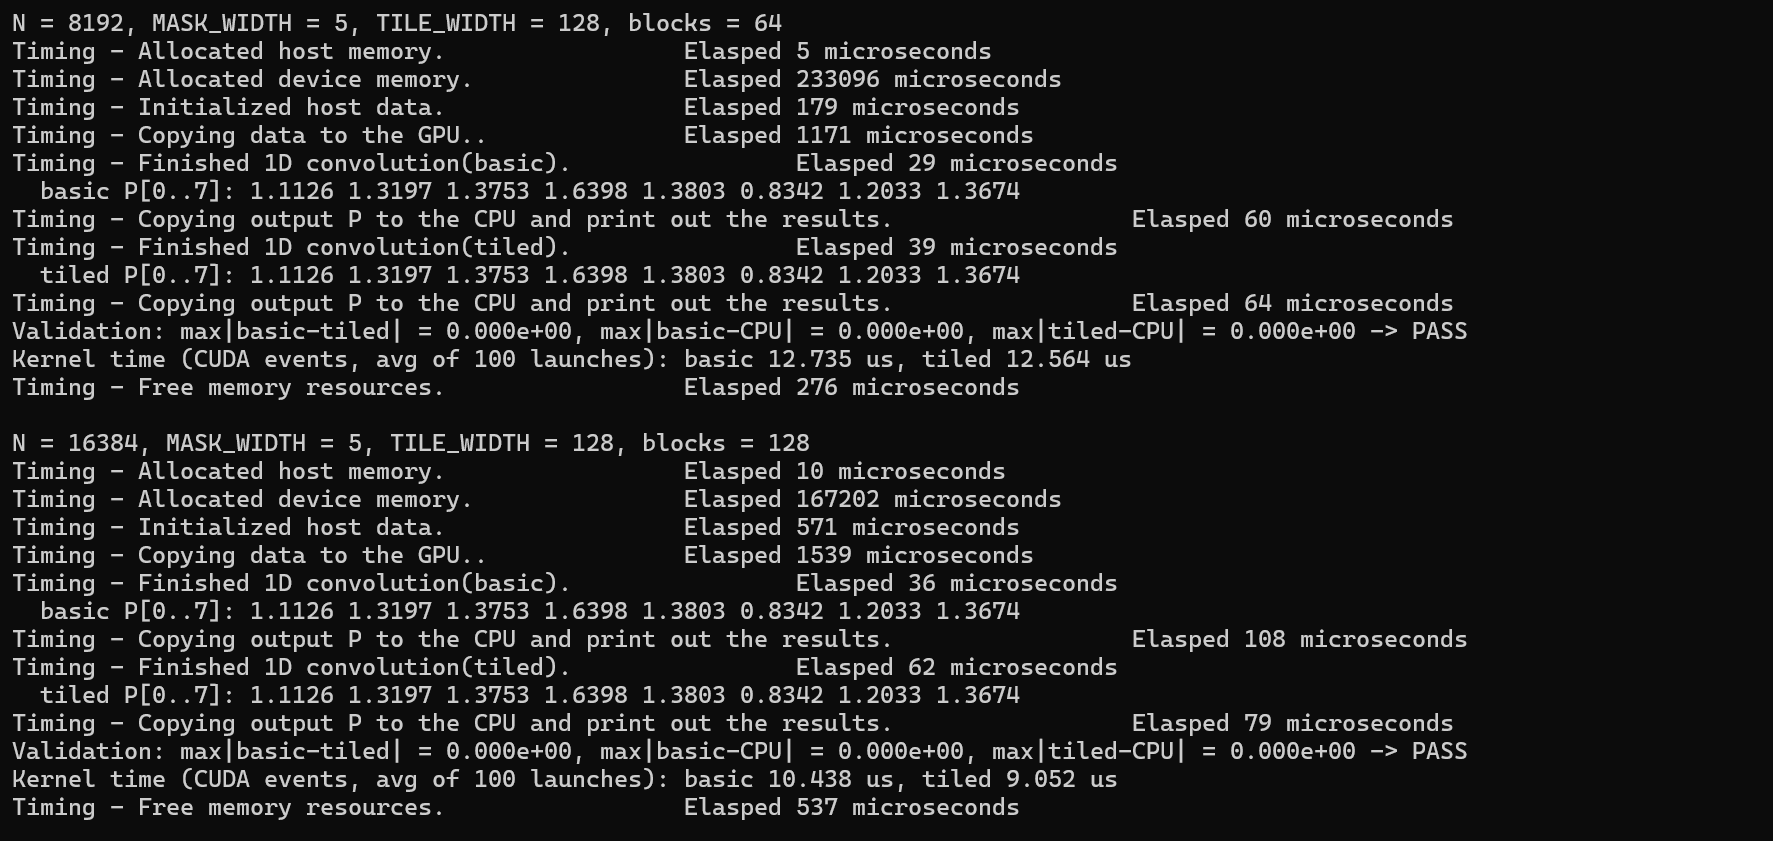 N = 8192, MASK_WIDTH = 5, TILE_WIDTH = 128, blocks = 64
Timing - Allocated host memory.                 Elasped 5 microseconds
Timing - Allocated device memory.               Elasped 233096 microseconds
Timing - Initialized host data.                 Elasped 179 microseconds
Timing - Copying data to the GPU..              Elasped 1171 microseconds
Timing - Finished 1D convolution(basic).                Elasped 29 microseconds
  basic P[0..7]: 1.1126 1.3197 1.3753 1.6398 1.3803 0.8342 1.2033 1.3674
Timing - Copying output P to the CPU and print out the results.                 Elasped 60 microseconds
Timing - Finished 1D convolution(tiled).                Elasped 39 microseconds
  tiled P[0..7]: 1.1126 1.3197 1.3753 1.6398 1.3803 0.8342 1.2033 1.3674
Timing - Copying output P to the CPU and print out the results.                 Elasped 64 microseconds
Validation: max|basic-tiled| = 0.000e+00, max|basic-CPU| = 0.000e+00, max|tiled-CPU| = 0.000e+00 -> PASS
Kernel time (CUDA events, avg of 100 launches): basic 12.735 us, tiled 12.564 us
Timing - Free memory resources.                 Elasped 276 microseconds

N = 16384, MASK_WIDTH = 5, TILE_WIDTH = 128, blocks = 128
Timing - Allocated host memory.                 Elasped 10 microseconds
Timing - Allocated device memory.               Elasped 167202 microseconds
Timing - Initialized host data.                 Elasped 571 microseconds
Timing - Copying data to the GPU..              Elasped 1539 microseconds
Timing - Finished 1D convolution(basic).                Elasped 36 microseconds
  basic P[0..7]: 1.1126 1.3197 1.3753 1.6398 1.3803 0.8342 1.2033 1.3674
Timing - Copying output P to the CPU and print out the results.                 Elasped 108 microseconds
Timing - Finished 1D convolution(tiled).                Elasped 62 microseconds
  tiled P[0..7]: 1.1126 1.3197 1.3753 1.6398 1.3803 0.8342 1.2033 1.3674
Timing - Copying output P to the CPU and print out the results.                 Elasped 79 microseconds
Validation: max|basic-tiled| = 0.000e+00, max|basic-CPU| = 0.000e+00, max|tiled-CPU| = 0.000e+00 -> PASS
Kernel time (CUDA events, avg of 100 launches): basic 10.438 us, tiled 9.052 us
Timing - Free memory resources.                 Elasped 537 microseconds